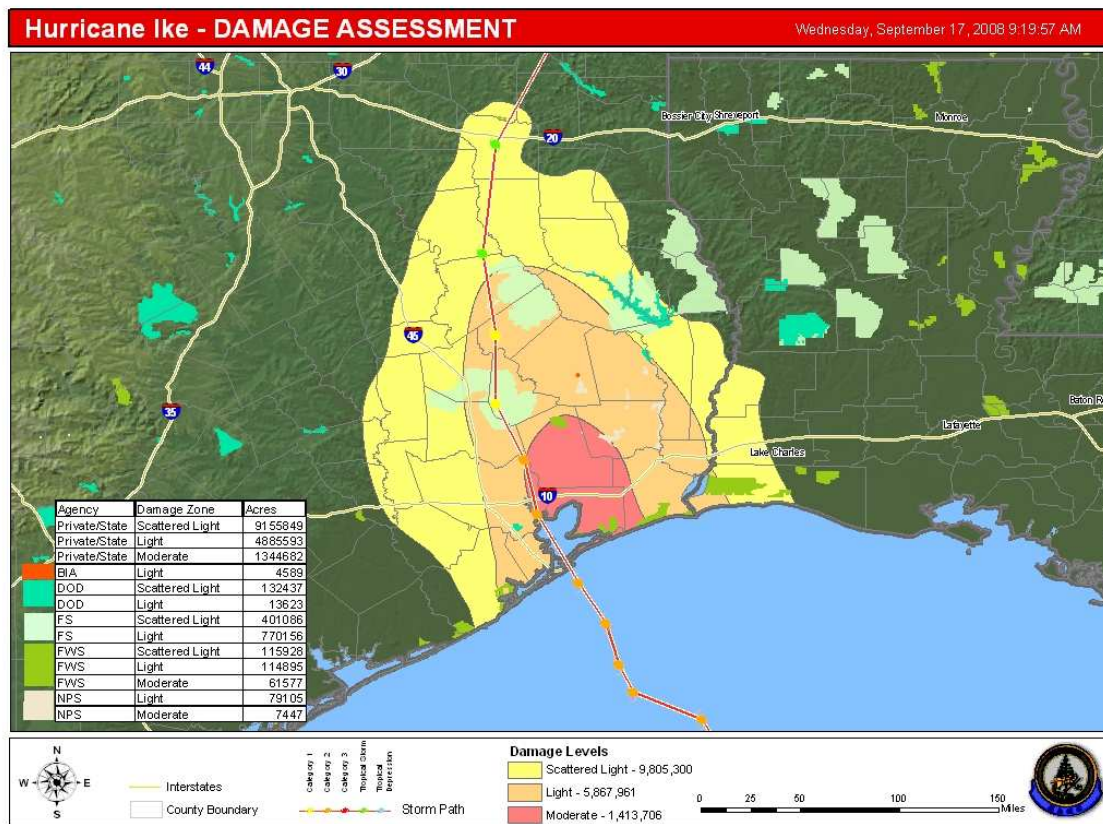 Hurricane Ike - DAMAGE ASSESSMENT
Wednesday, September 17, 2008 9:19:57 AM
44
30
20
Bossier City
Shreveport
Monroe
45
35
Baton R
Lafayette
Lake Charles
10
Agency Damage Zone Acres
Private/State Scattered Light 9155849
Private/State Light 4885593
Private/State Moderate 1344682
BIA Light 4589
DOD Scattered Light 132437
DOD Light 13623
FS Scattered Light 401086
FS Light 770156
FWS Scattered Light 115928
FWS Light 114895
FWS Moderate 61577
NPS Light 79105
NPS Moderate 7447
N
W E
S
Interstates
County Boundary
Category 1
Category 2
Category 3
Tropical Storm
Tropical
Depression
Storm Path
Damage Levels
Scattered Light - 9,805,300
Light - 5,867,961
Moderate - 1,413,706
0 25 50 100 150
Miles